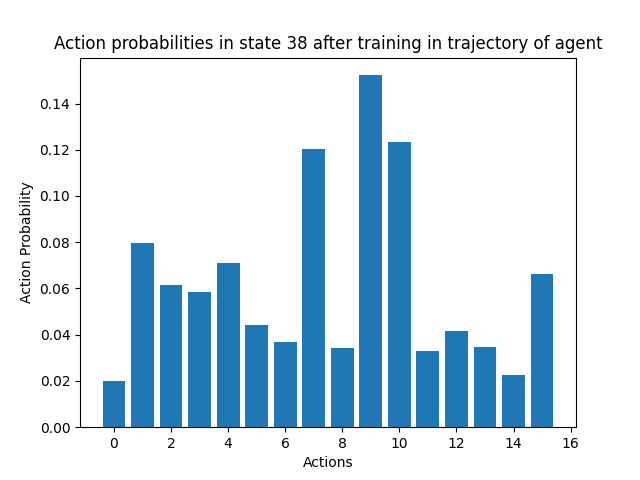 Action probabilities in state 38 after training in trajectory of agent
0.14
0.12
0.10
0.08
0.06
0.04
0.02
0.00
Action Probability
0 2 4 6 8 10 12 14 16
Actions